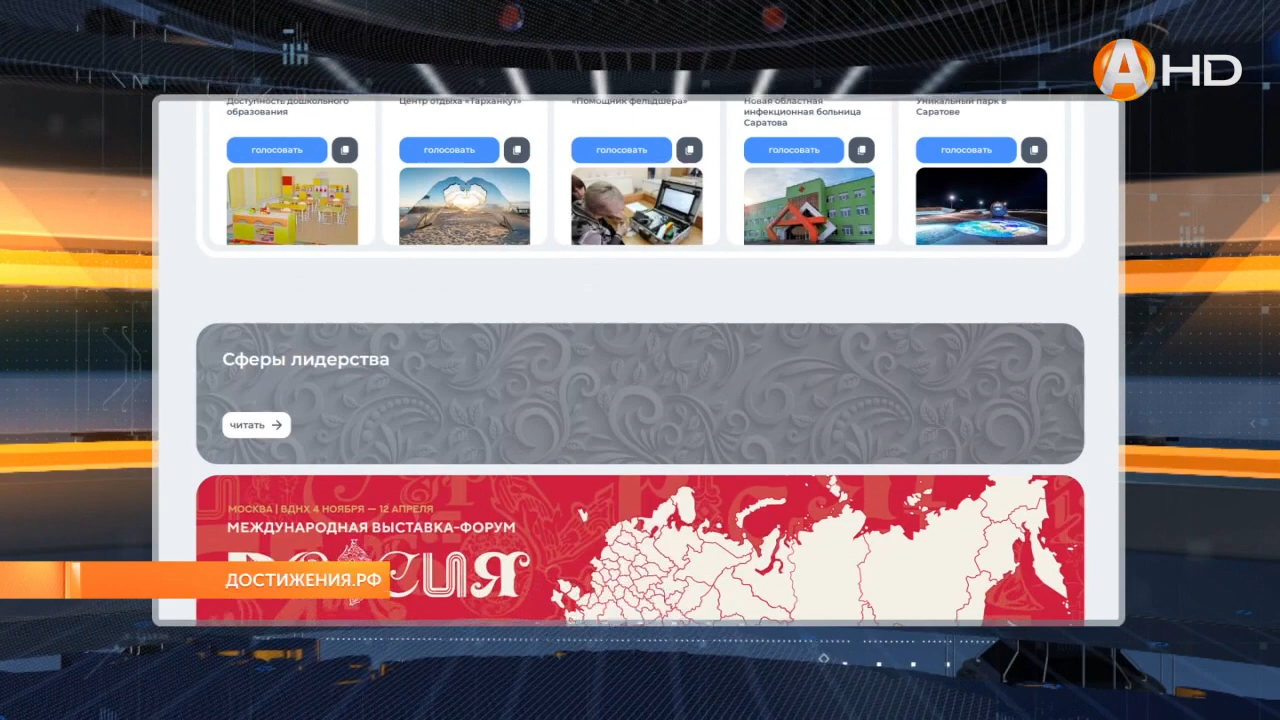 А HD
Доступность дошкольного
образования
Центр отдыха «Тарханкут»
«Помощник фельдшера»
Новая областная
инфекционная больница
Саратова
Уникальный парк в
Саратове
голосовать
голосовать
голосовать
голосовать
голосовать
Сферы лидерства
читать →
МОСКВА | ВДНХ 4 НОЯБРЯ — 12 АПРЕЛЯ
МЕЖДУНАРОДНАЯ ВЫСТАВКА-ФОРУМ
РОССИЯ
ДОСТИЖЕНИЯ.РФ